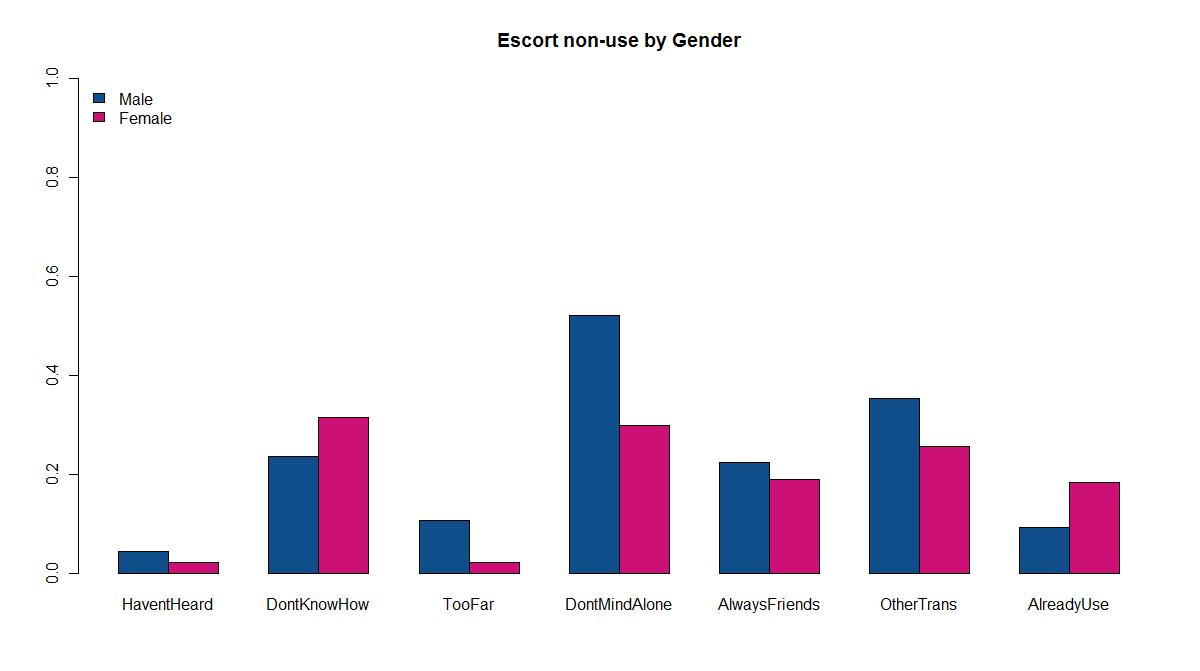 Escort non-use by Gender
1.0
Male
Female
0.8
0.6
0.4
0.2
0.0
HaventHeard DontKnowHow TooFar DontMindAlone AlwaysFriends OtherTrans AlreadyUse